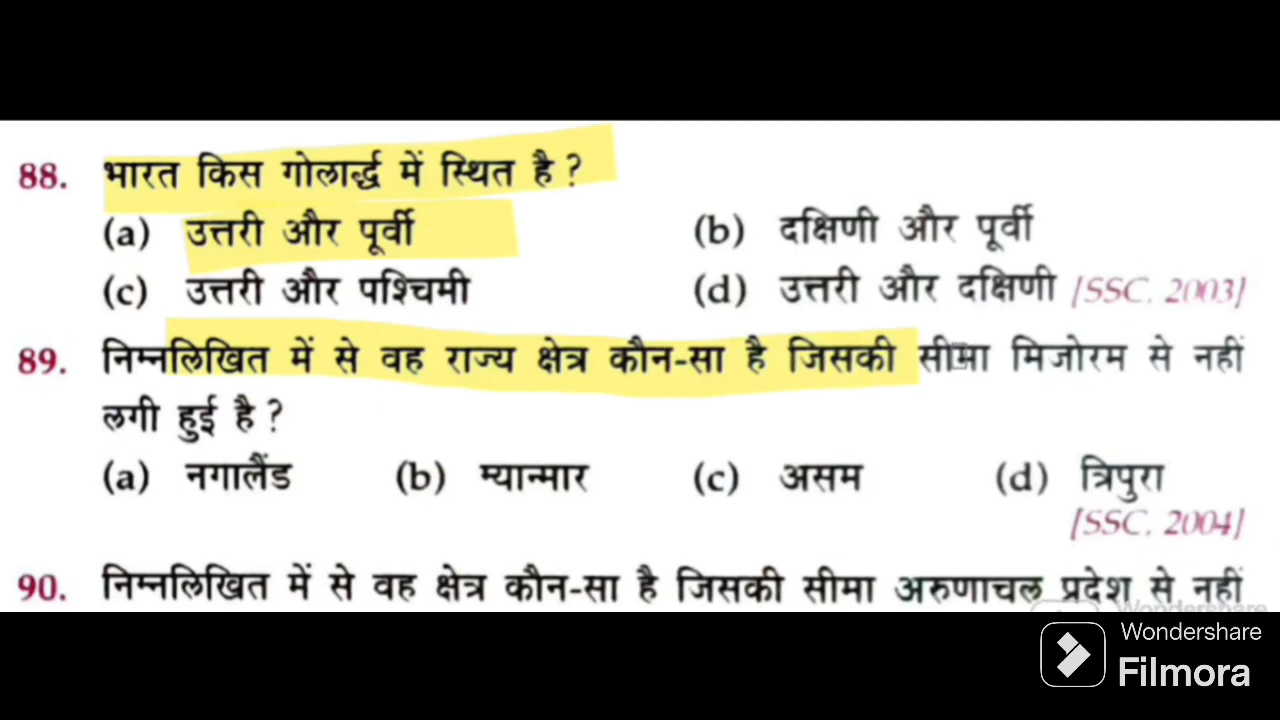 88. भारत किस गोलार्द्ध में स्थित है ?
(a) उत्तरी और पूर्वी (b) दक्षिणी और पूर्वी
(c) उत्तरी और पश्चिमी (d) उत्तरी और दक्षिणी [SSC, 2003]
89. निम्नलिखित में से वह राज्य क्षेत्र कौन-सा है जिसकी सीमा मिजोरम से नहीं
लगी हुई है ?
(a) नगालैंड (b) म्यान्मार (c) असम (d) त्रिपुरा
[SSC, 2004]
90. निम्नलिखित में से वह क्षेत्र कौन-सा है जिसकी सीमा अरुणाचल प्रदेश से नहीं
Wondershare
Wondershare
Filmora